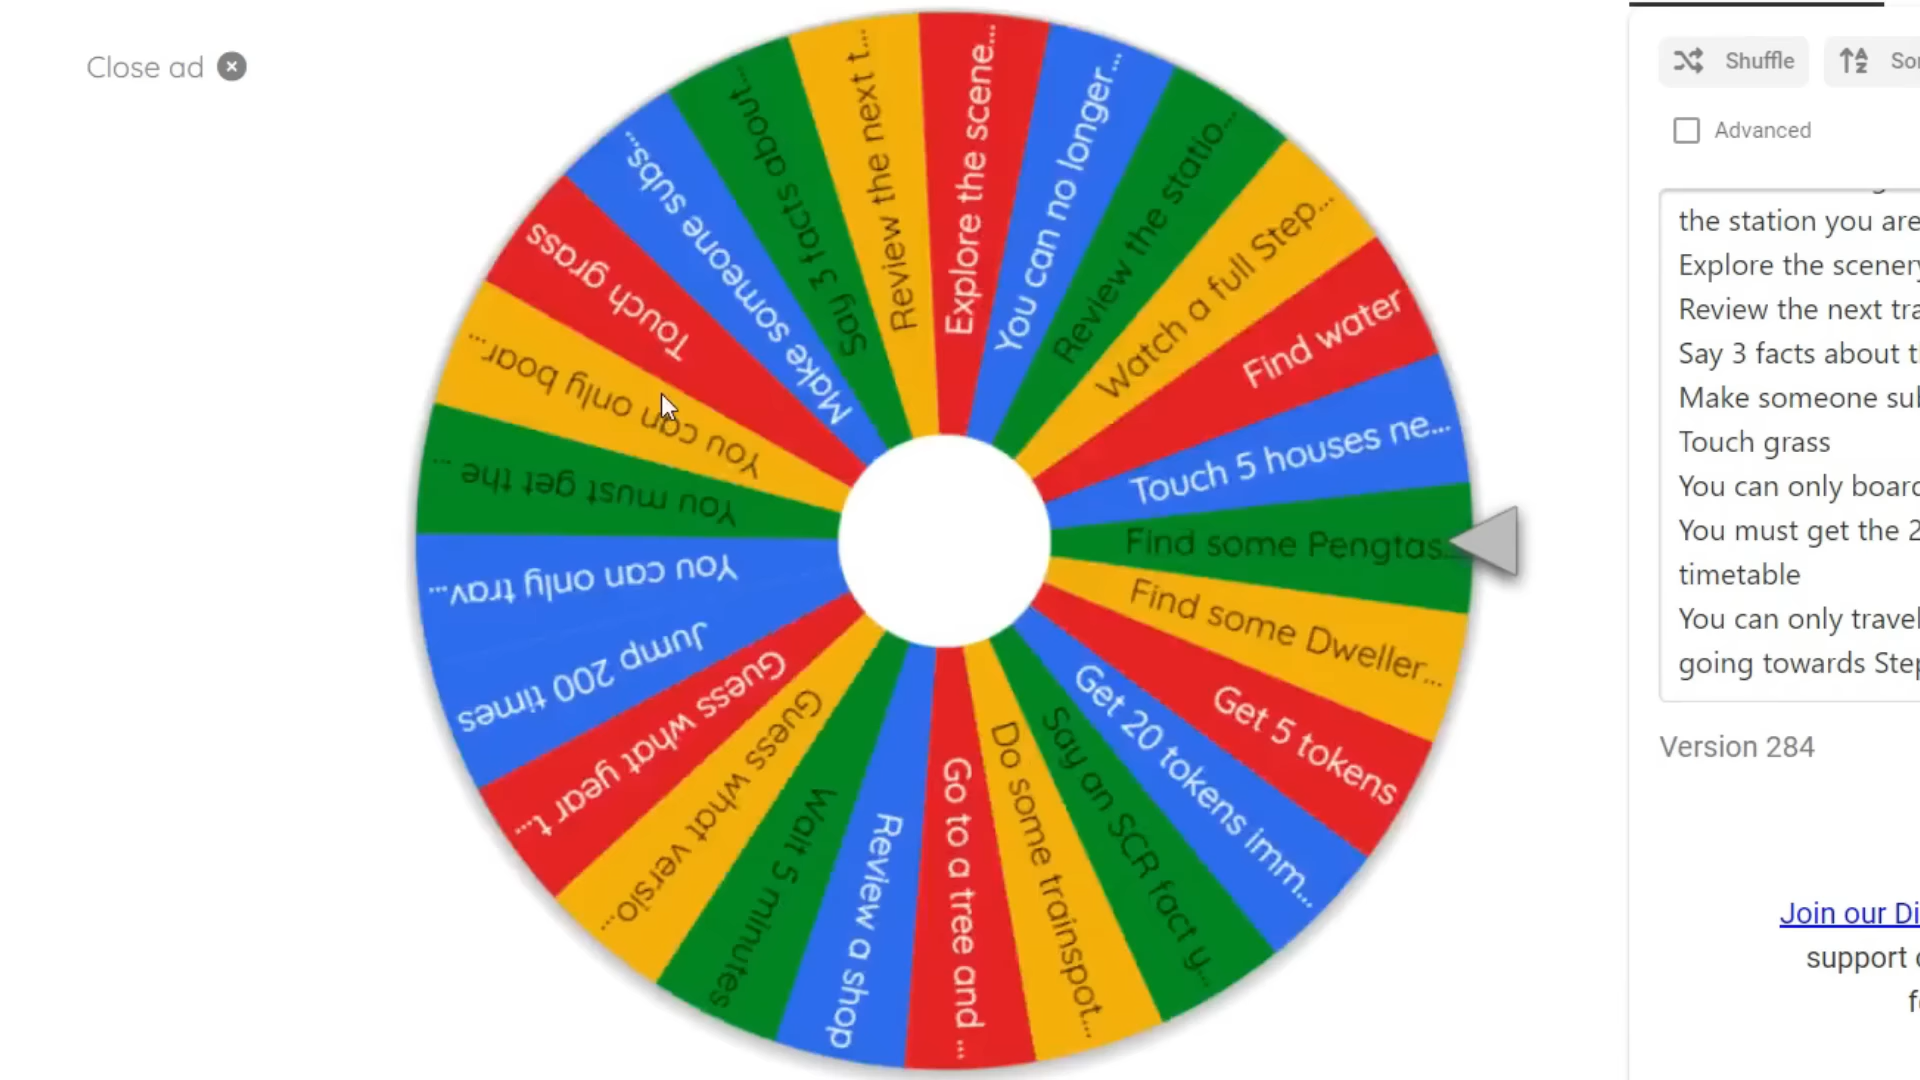 Close ad
Explore the scene...
You can no longer...
Review the statio...
Watch a full Step...
Find water
Touch 5 houses ne...
Find some Pengtas...
Find some Dweller...
Get 5 tokens
Get 20 tokens imm...
Say an SCR fact y...
Do some trainspot...
Go to a tree and ...
Review a shop
Wait 5 minutes
Guess what versio...
Guess what year t...
Jump 200 times
You can only trav...
You must get the ...
You can only boar...
Touch grass
Make someone subs...
Say 3 facts about...
Review the next t...
Shuffle
Sor
Advanced
the station you are
Explore the scenery
Review the next tra
Say 3 facts about t
Make someone sub
Touch grass
You can only board
You must get the 2
timetable
You can only travel
going towards Step
Version 284
Join our Di
support